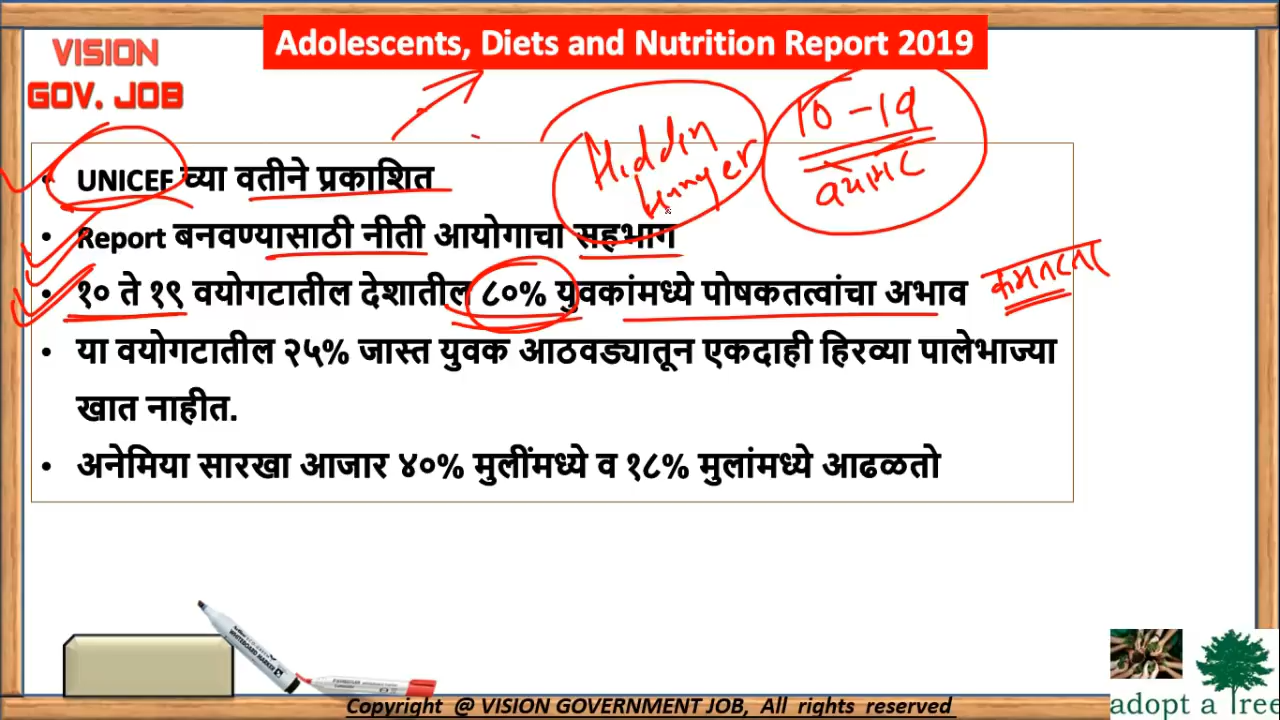 Adolescents, Diets and Nutrition Report 2019
VISION
GOV. JOB
10-19
वयोगट
Hidden
Hunger
• UNICEF च्या वतीने प्रकाशित
• Report बनवण्यासाठी नीती आयोगाचा सहभाग
• १० ते १९ वयोगटातील देशातील ८०% युवकांमध्ये पोषकतत्वांचा अभाव
कमतरता
• या वयोगटातील २५% जास्त युवक आठवड्यातून एकदाही हिरव्या पालेभाज्या
खात नाहीत.
• अनेमिया सारखा आजार ४०% मुलींमध्ये व १८% मुलांमध्ये आढळतो
Copyright @ VISION GOVERNMENT JOB, All rights reserved
adopt a Tree